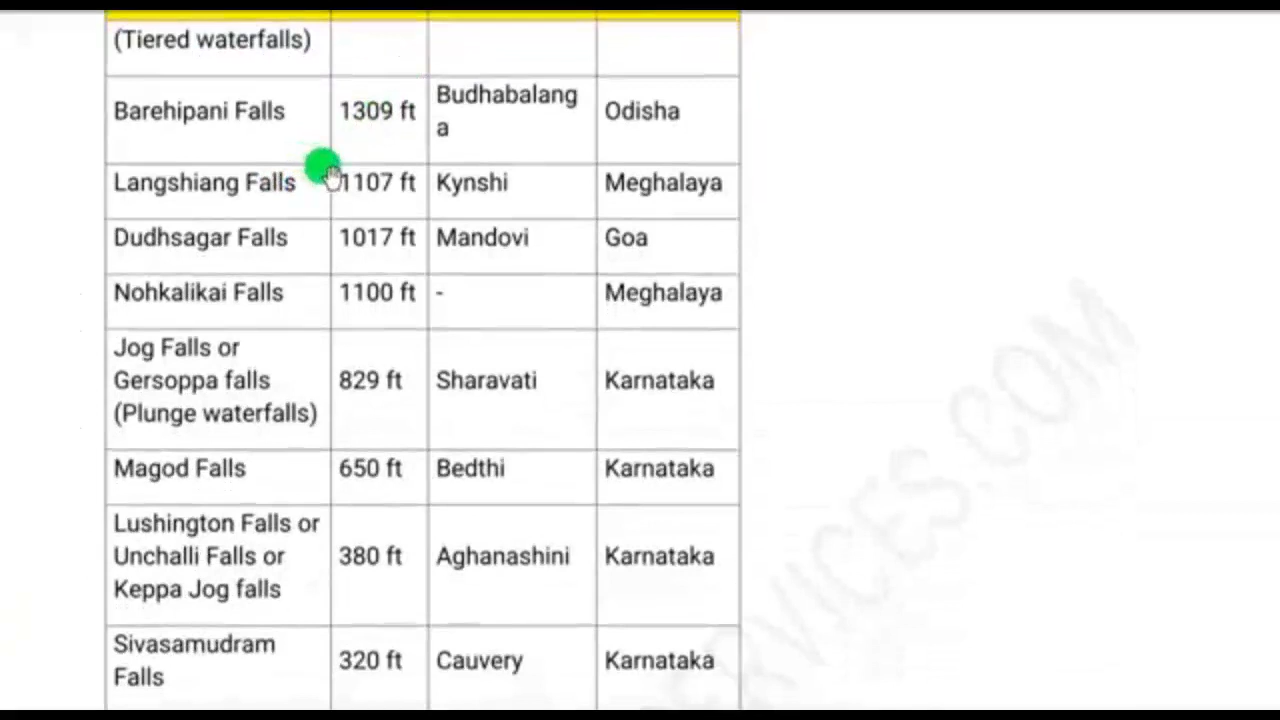 (Tiered waterfalls)
Barehipani Falls 1309 ft Budhabalang
a Odisha
Langshiang Falls 1107 ft Kynshi Meghalaya
Dudhsagar Falls 1017 ft Mandovi Goa
Nohkalikai Falls 1100 ft - Meghalaya
Jog Falls or
Gersoppa falls 829 ft Sharavati Karnataka
(Plunge waterfalls)
Magod Falls 650 ft Bedthi Karnataka
Lushington Falls or
Unchalli Falls or 380 ft Aghanashini Karnataka
Keppa Jog falls
Sivasamudram
Falls 320 ft Cauvery Karnataka
SERVICES.COM